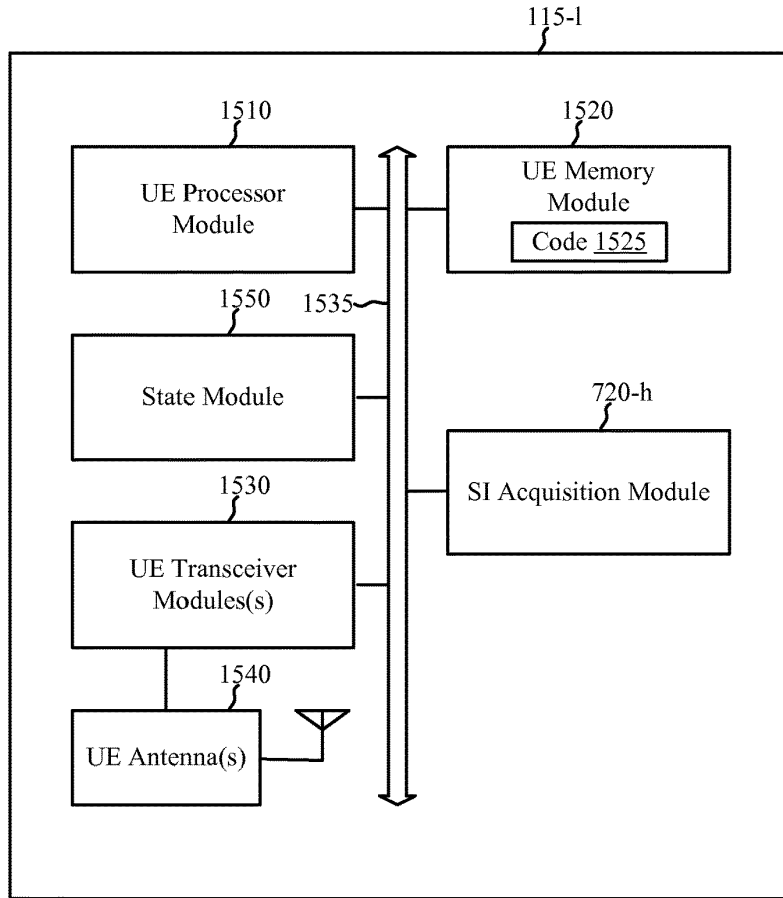 115-l
1510
1520
UE Processor
Module
UE Memory
Module
Code 1525
1550
1535
State Module
720-h
SI Acquisition Module
1530
UE Transceiver
Modules(s)
1540
UE Antenna(s)